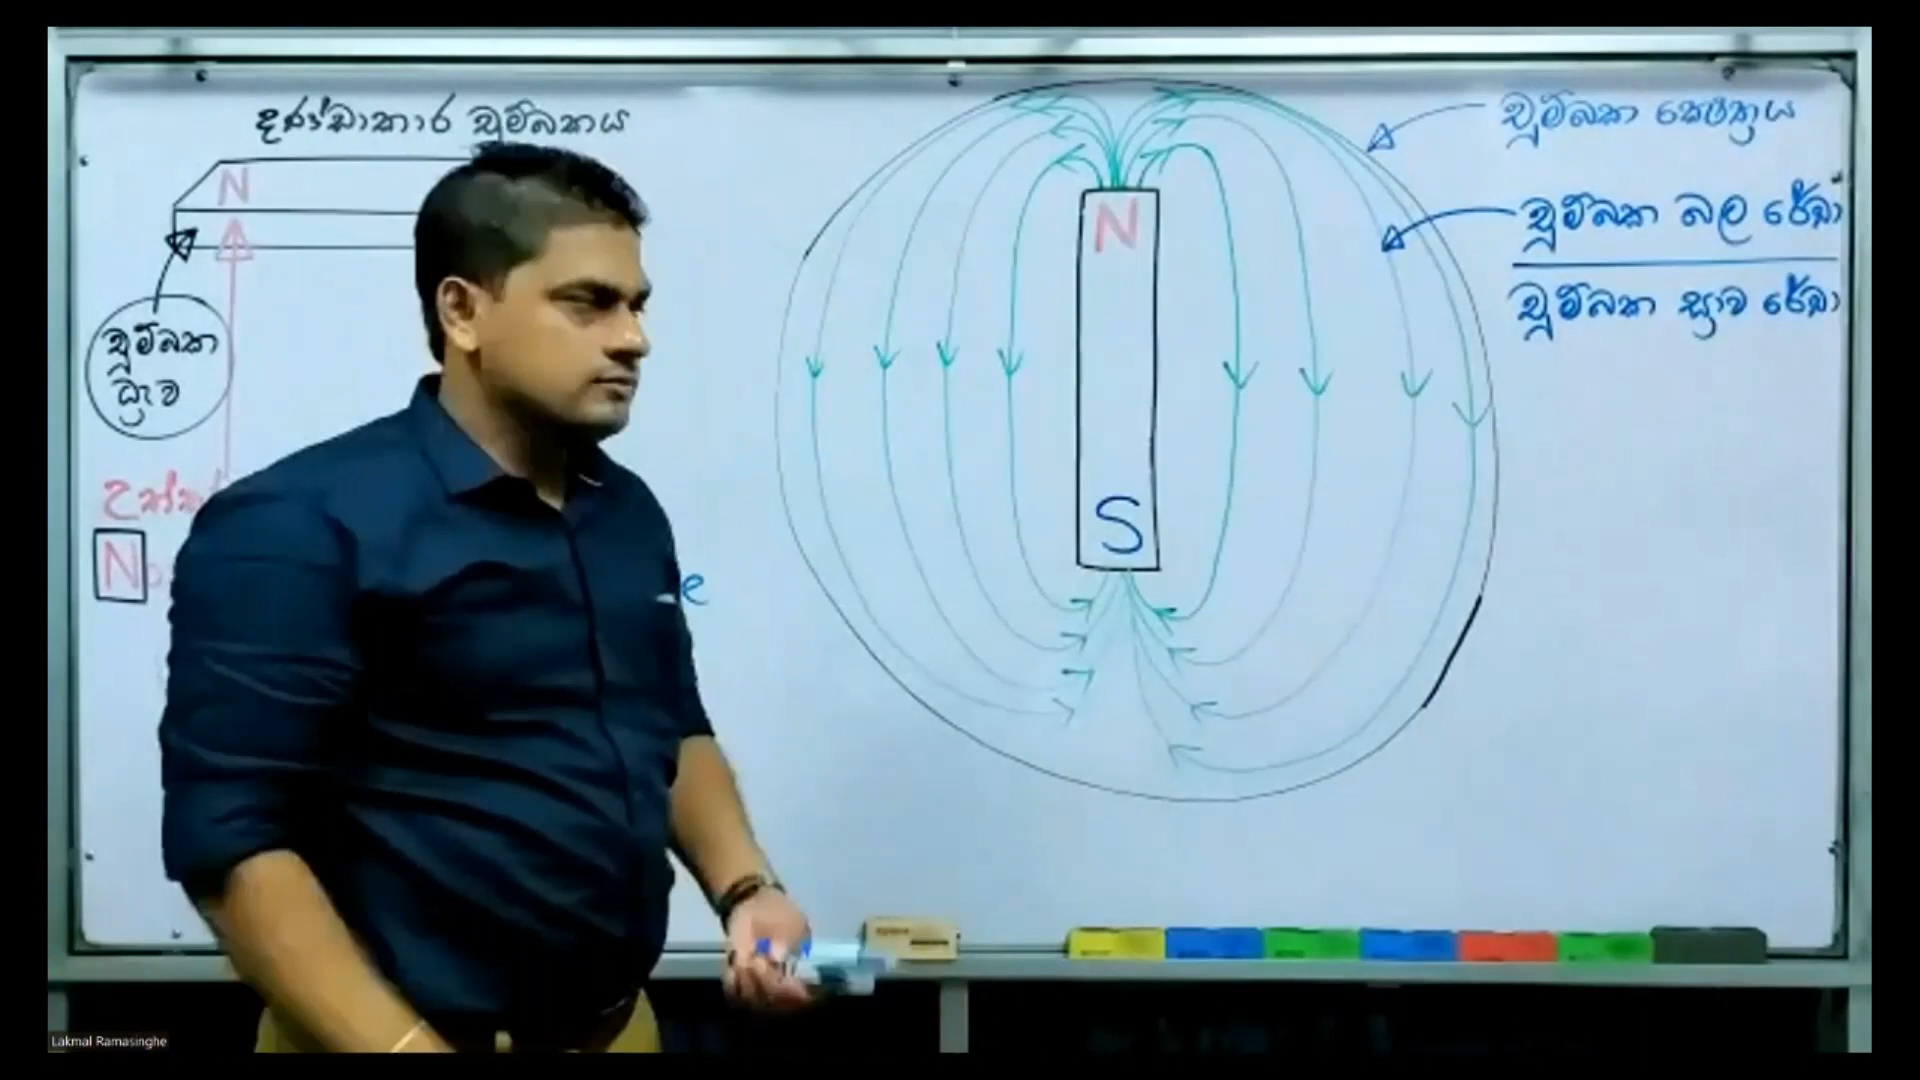 දණ්ඩාකාර චුම්බකය
N
චුම්බක
ධ්‍රැව
N
N
S
චුම්බක ක්ෂේත්‍රය
චුම්බක බල රේඛා
චුම්බක ස්‍රාව රේඛා
e
Lakmal Ramasinghe